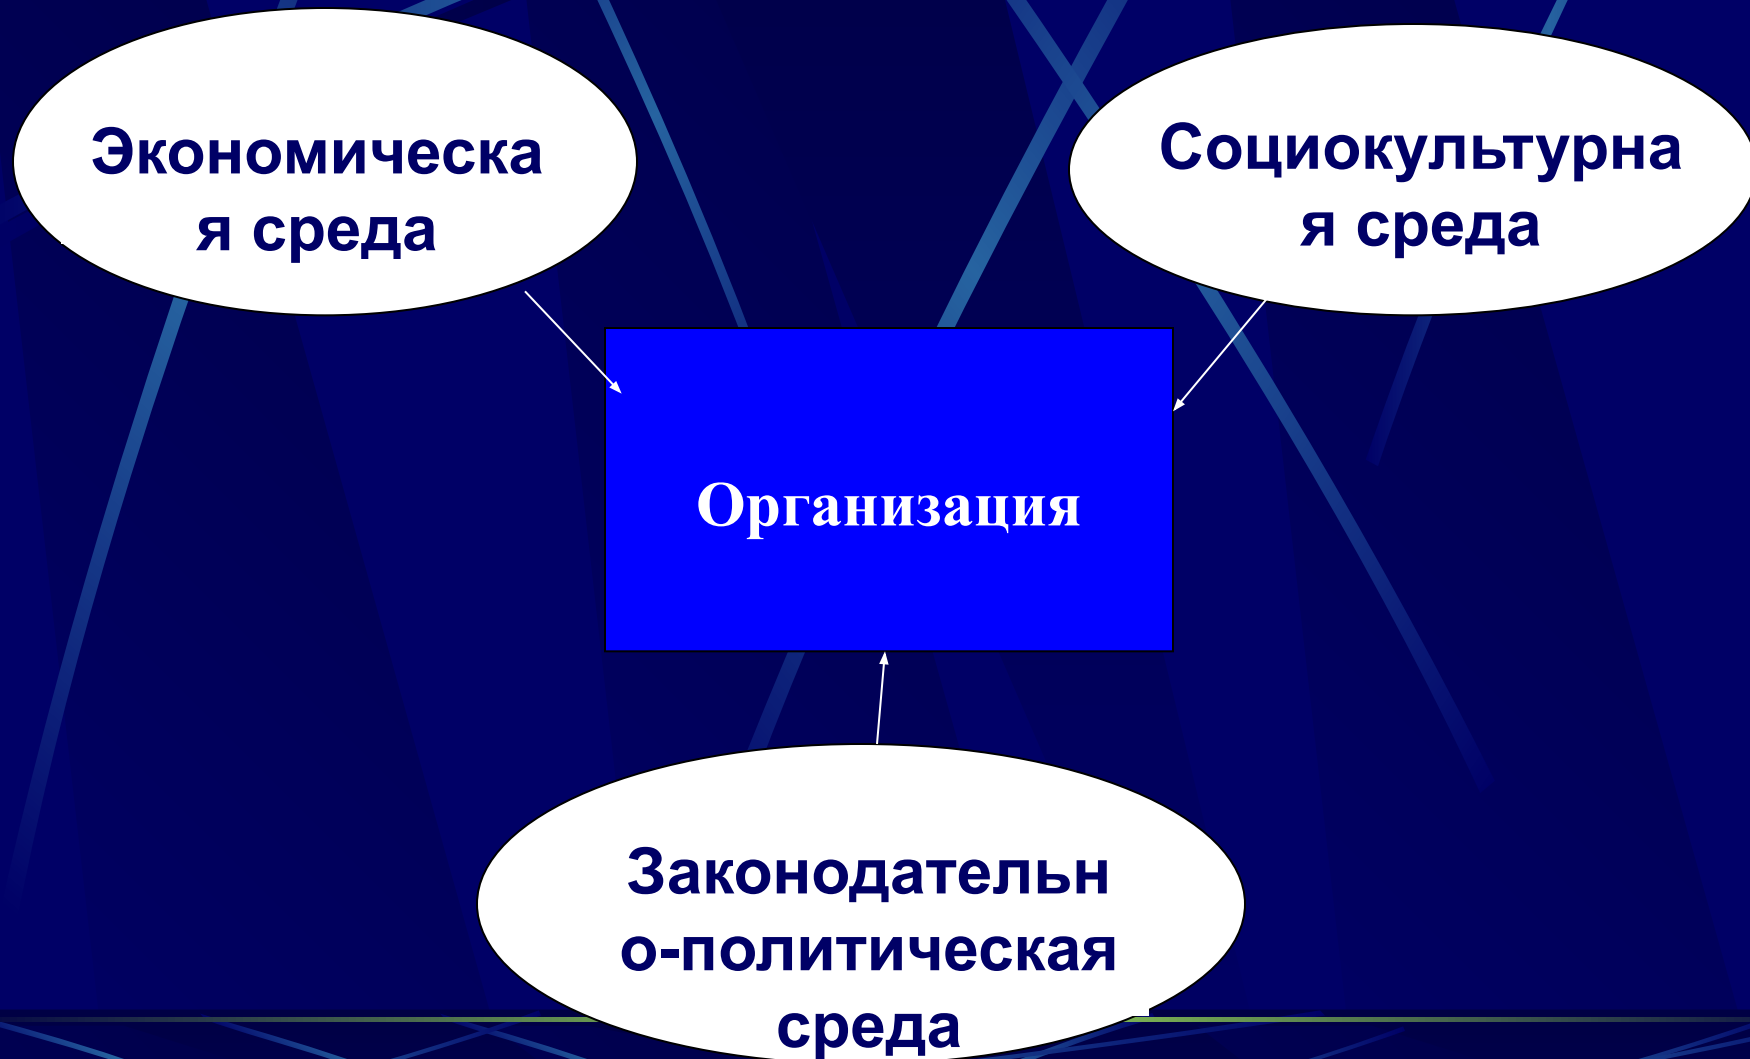 Экономическа
я среда
Социокультурна
я среда
Организация
Законодательн
о-политическая
среда